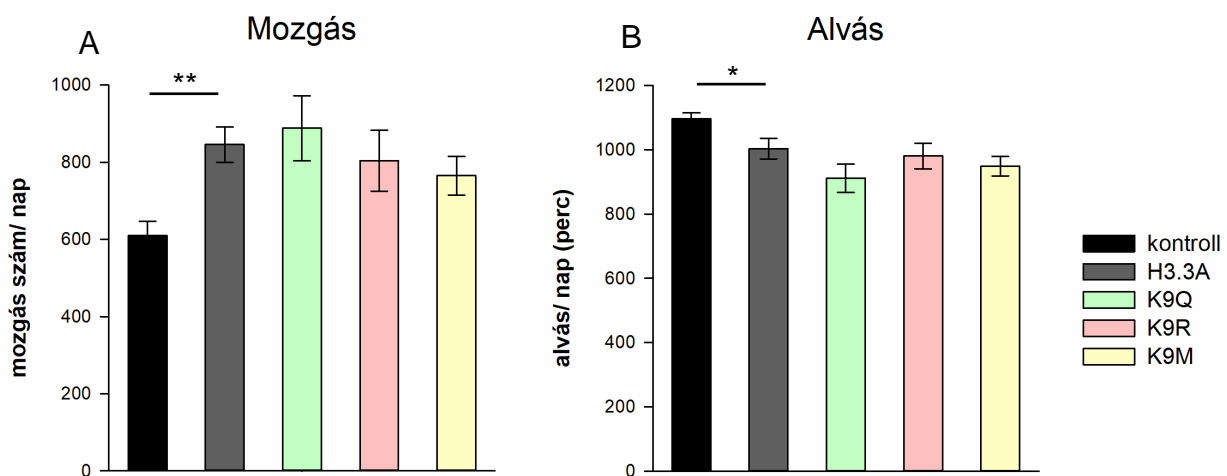 A
Mozgás
**
1000
800
600
400
200
0
mozgás szám/ nap
B
Alvás
*
1200
1000
800
600
400
200
0
alvás/ nap (perc)
kontroll
H3.3A
K9Q
K9R
K9M